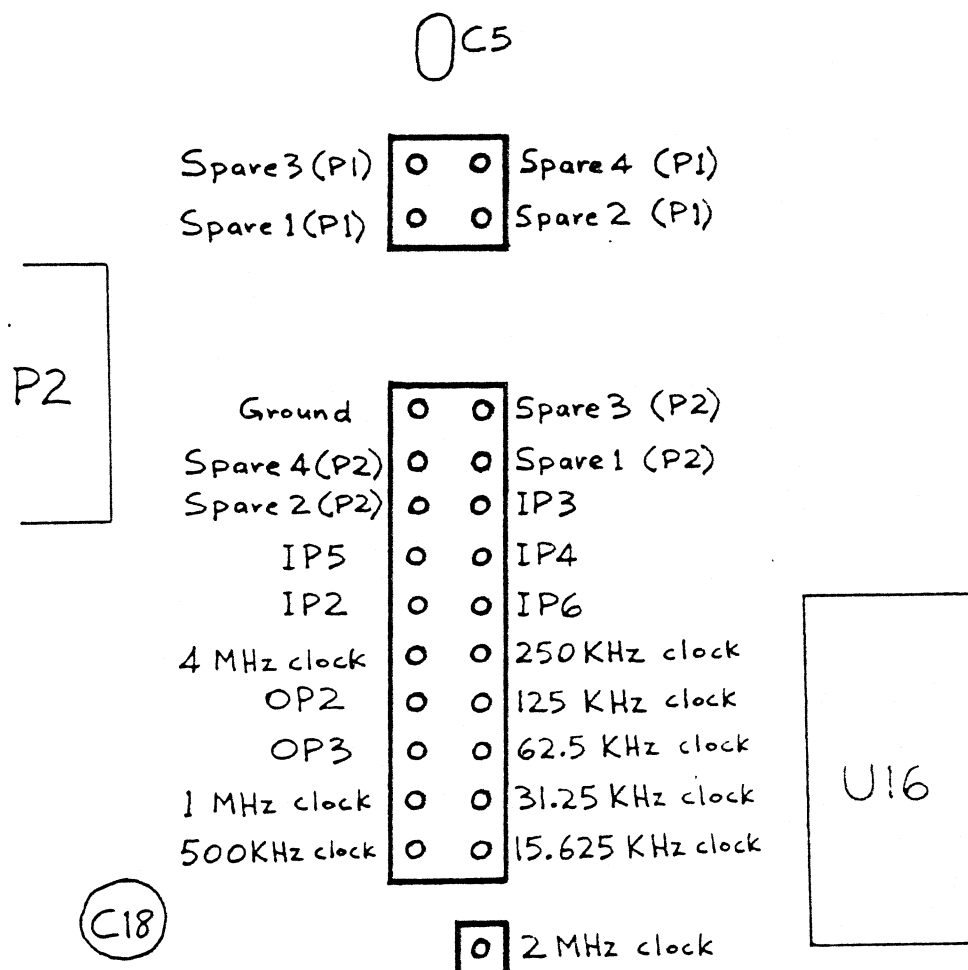 C5
Spare 3 (P1) Spare 4 (P1)
Spare 1 (P1) Spare 2 (P1)
P2
Ground Spare 3 (P2)
Spare 4 (P2) Spare 1 (P2)
Spare 2 (P2) IP3
IP5 IP4
IP2 IP6
4 MHz clock 250 KHz clock
OP2 125 KHz clock
OP3 62.5 KHz clock
U16
1 MHz clock 31.25 KHz clock
500KHz clock 15.625 KHz clock
C18
2 MHz clock